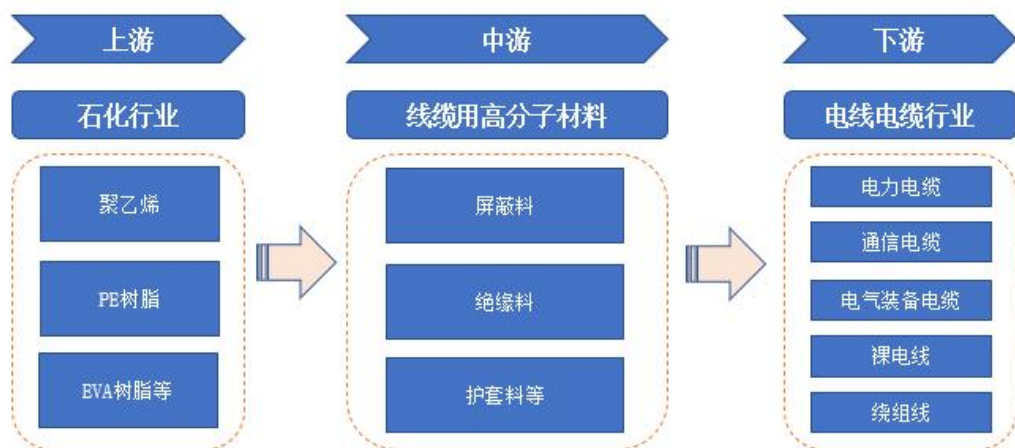 上游
中游
下游
石化行业
线缆用高分子材料
电线电缆行业
聚乙烯
PE树脂
EVA树脂等
屏蔽料
绝缘料
护套料等
电力电缆
通信电缆
电气装备电缆
裸电线
绕组线